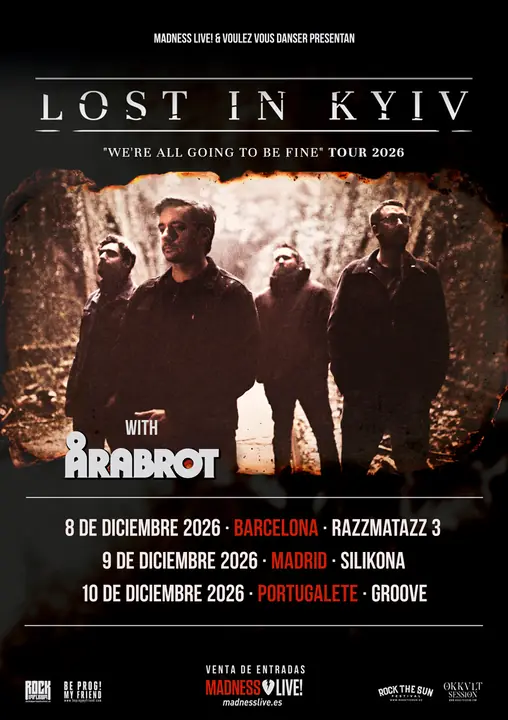 MADNESS LIVE! & VOULEZ VOUS DANSER PRESENTAN
LOST IN KYIV
"WE'RE ALL GOING TO BE FINE" TOUR 2026
WITH
ÅRABROT
8 DE DICIEMBRE 2026 · BARCELONA · RAZZMATAZZ 3
9 DE DICIEMBRE 2026 · MADRID · SILIKONA
10 DE DICIEMBRE 2026 · PORTUGALETE · GROOVE
VENTA DE ENTRADAS
MADNESS LIVE!
madnesslive.es
BE PROG!
MY FRIEND
ROCK THE SUN
FESTIVAL
OKKVLT
SESSION